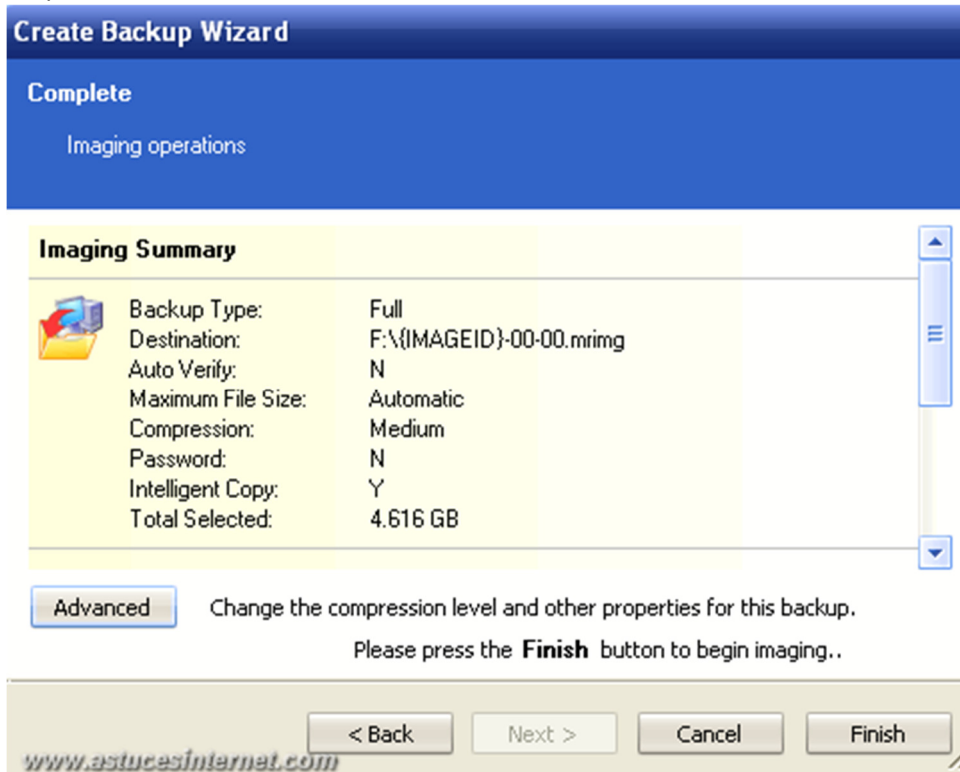 Create Backup Wizard
Complete
Imaging operations
Imaging Summary
Backup Type: Full
Destination: F:\{IMAGEID}-00-00.mrimg
Auto Verify: N
Maximum File Size: Automatic
Compression: Medium
Password: N
Intelligent Copy: Y
Total Selected: 4.616 GB
Advanced Change the compression level and other properties for this backup.
Please press the Finish button to begin imaging..
< Back Next > Cancel Finish
www.astucesinternet.com